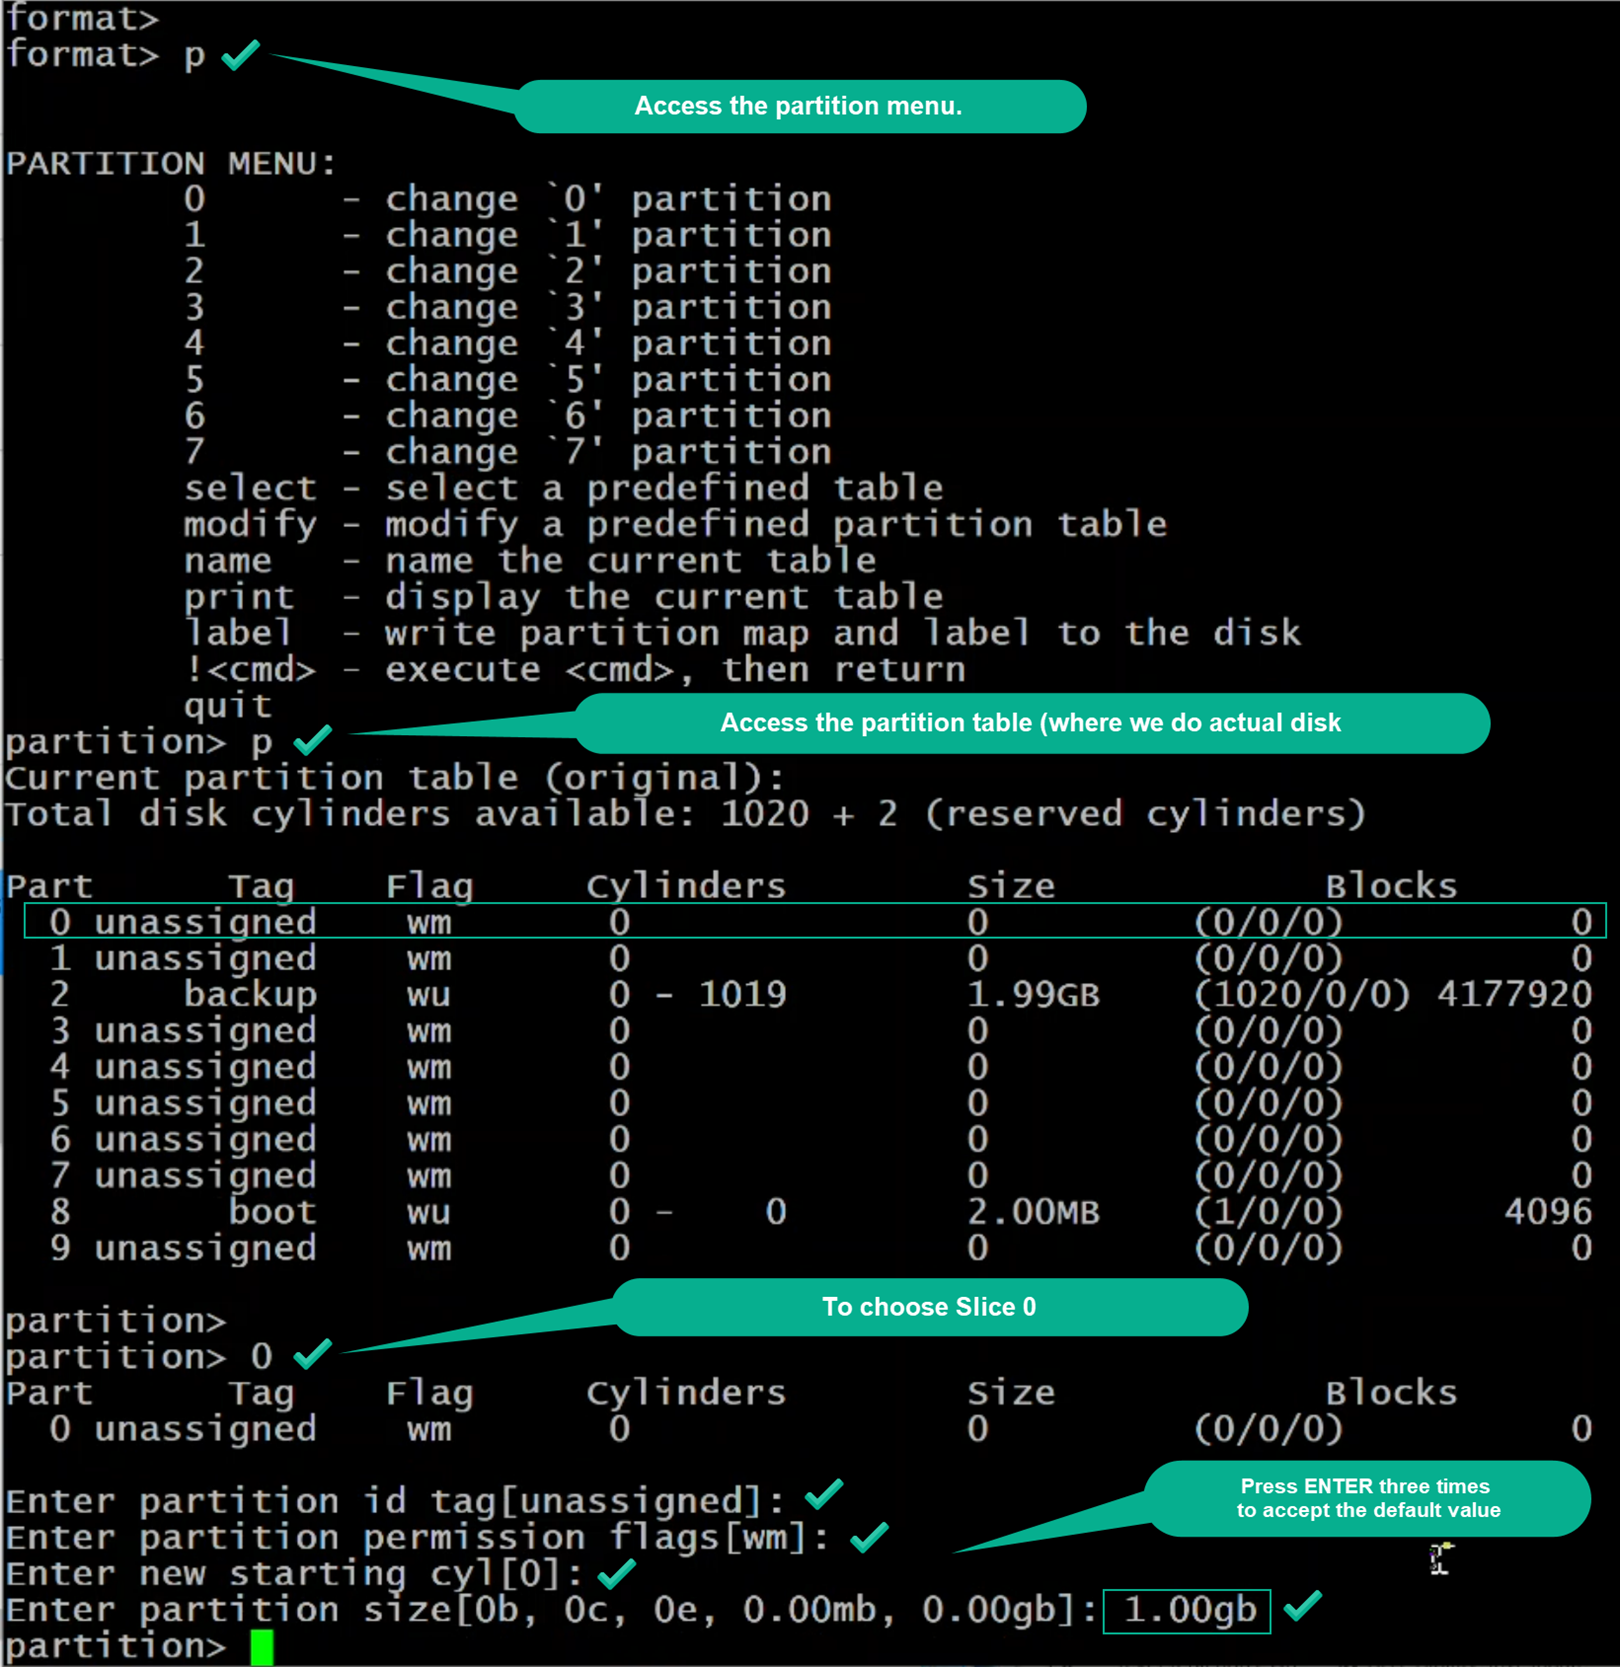 format>
format> p
Access the partition menu.
PARTITION MENU:
0 - change `0' partition
1 - change `1' partition
2 - change `2' partition
3 - change `3' partition
4 - change `4' partition
5 - change `5' partition
6 - change `6' partition
7 - change `7' partition
select - select a predefined table
modify - modify a predefined partition table
name - name the current table
print - display the current table
label - write partition map and label to the disk
!<cmd> - execute <cmd>, then return
quit
Access the partition table (where we do actual disk
partition> p
Current partition table (original):
Total disk cylinders available: 1020 + 2 (reserved cylinders)
Part Tag Flag Cylinders Size Blocks
0 unassigned wm 0 0 (0/0/0) 0
1 unassigned wm 0 0 (0/0/0) 0
2 backup wu 0 - 1019 1.99GB (1020/0/0) 4177920
3 unassigned wm 0 0 (0/0/0) 0
4 unassigned wm 0 0 (0/0/0) 0
5 unassigned wm 0 0 (0/0/0) 0
6 unassigned wm 0 0 (0/0/0) 0
7 unassigned wm 0 0 (0/0/0) 0
8 boot wu 0 - 0 2.00MB (1/0/0) 4096
9 unassigned wm 0 0 (0/0/0) 0
To choose Slice 0
partition>
partition> 0
Part Tag Flag Cylinders Size Blocks
0 unassigned wm 0 0 (0/0/0) 0
Press ENTER three times
to accept the default value
Enter partition id tag[unassigned]:
Enter partition permission flags[wm]:
Enter new starting cyl[0]:
Enter partition size[0b, 0c, 0e, 0.00mb, 0.00gb]: 1.00gb
partition>